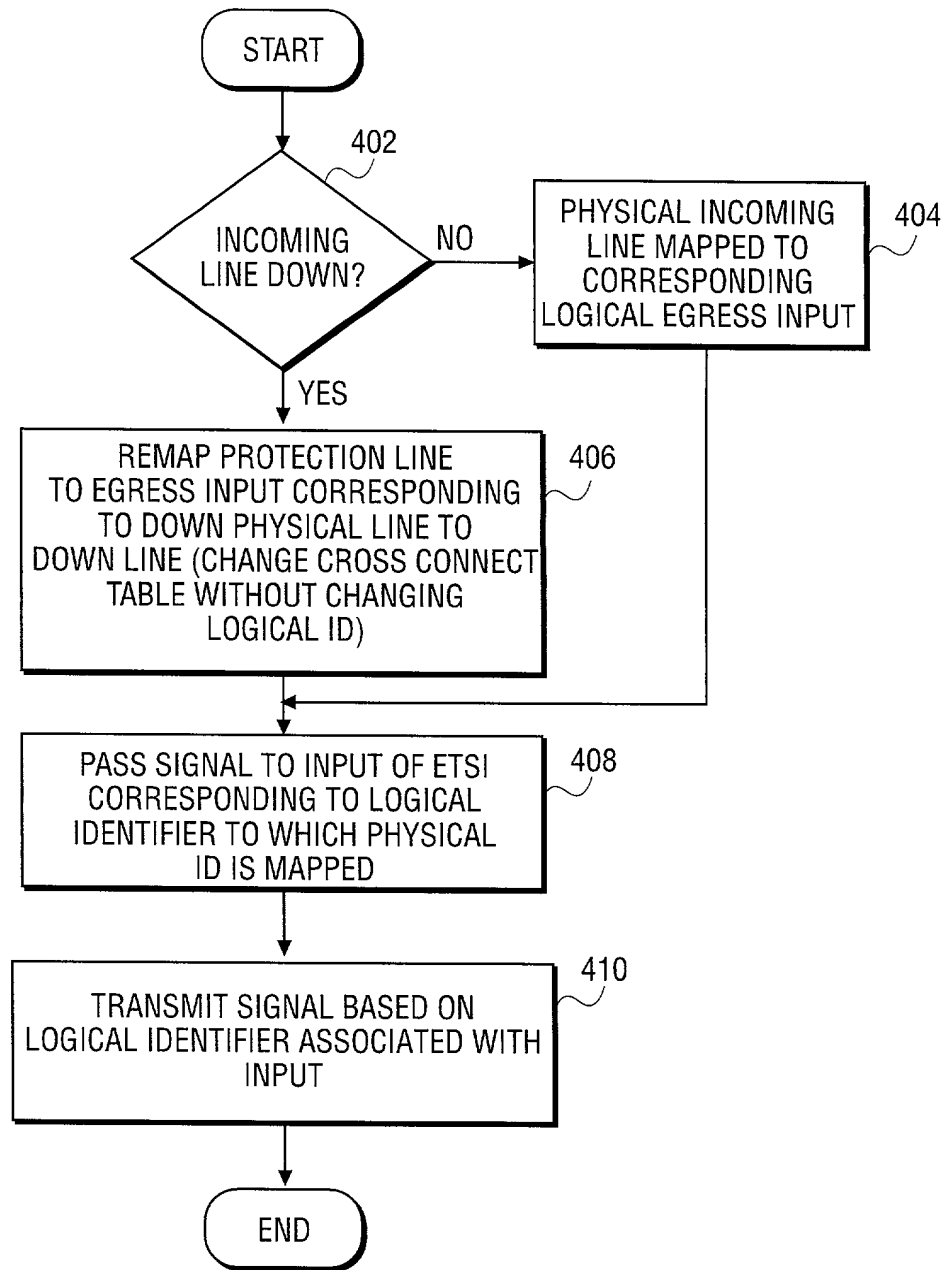 START
402
INCOMING
LINE DOWN?
NO
404
PHYSICAL INCOMING
LINE MAPPED TO
CORRESPONDING
LOGICAL EGRESS INPUT
YES
406
REMAP PROTECTION LINE
TO EGRESS INPUT CORRESPONDING
TO DOWN PHYSICAL LINE TO
DOWN LINE (CHANGE CROSS CONNECT
TABLE WITHOUT CHANGING
LOGICAL ID)
408
PASS SIGNAL TO INPUT OF ETSI
CORRESPONDING TO LOGICAL
IDENTIFIER TO WHICH PHYSICAL
ID IS MAPPED
410
TRANSMIT SIGNAL BASED ON
LOGICAL IDENTIFIER ASSOCIATED WITH
INPUT
END